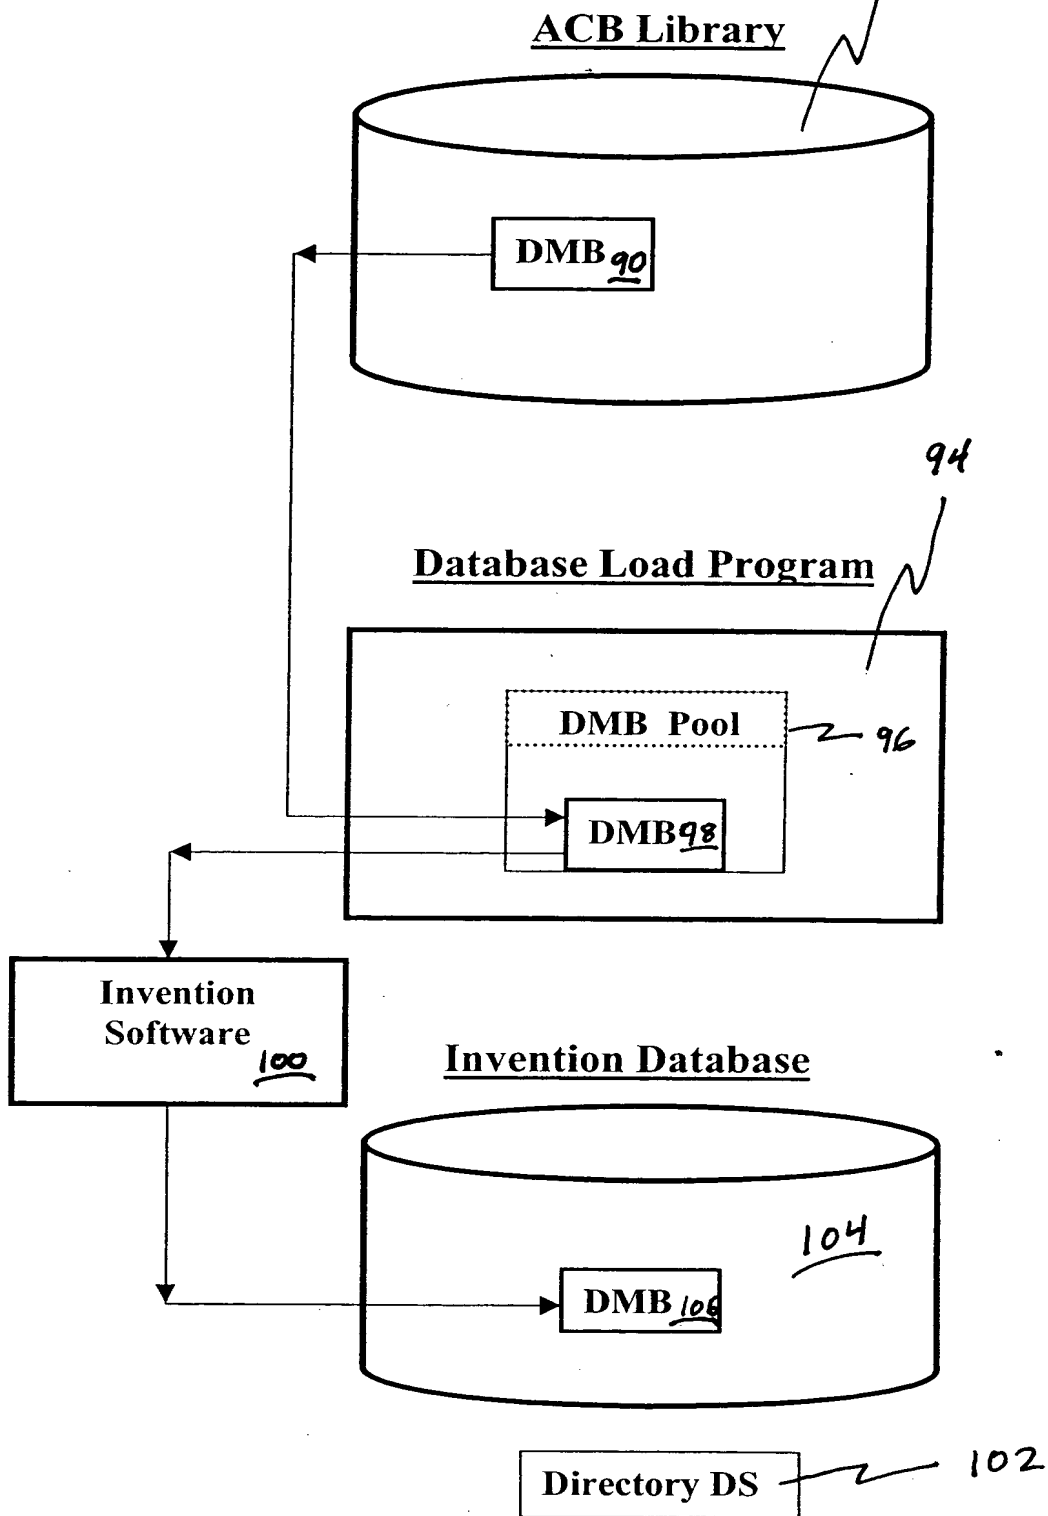 ACB Library
DMB 90
94
Database Load Program
DMB Pool
96
DMB 98
Invention
Software
100
Invention Database
104
DMB 106
Directory DS
102